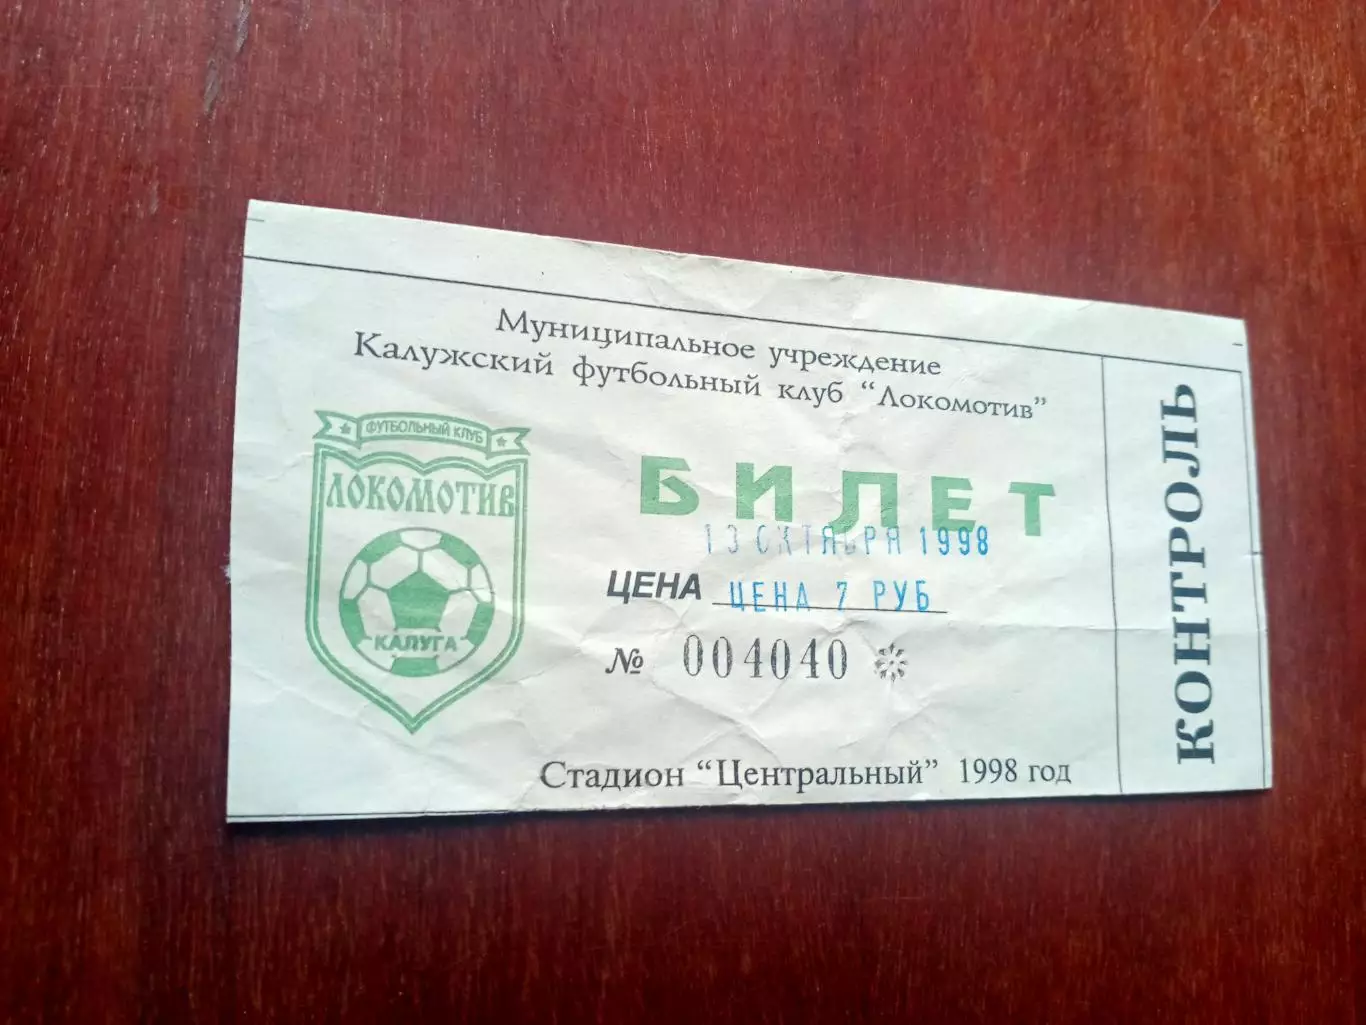 Муниципальное учреждение
Калужский футбольный клуб "Локомотив"
ФУТБОЛЬНЫЙ КЛУБ
ЛОКОМОТИВ
КАЛУГА
БИЛЕТ
13 ОКТЯБРЯ 1998
ЦЕНА ЦЕНА 7 РУБ
№ 004040
Стадион "Центральный" 1998 год
КОНТРОЛЬ